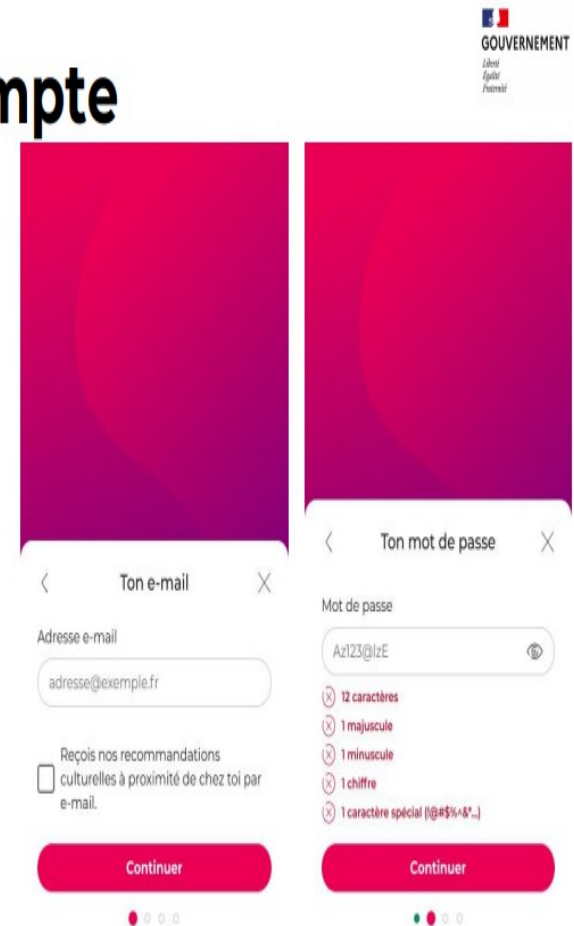 GOUVERNEMENT
Liberté
Égalité
Fraternité
mpte
Ton e-mail
Adresse e-mail
adresse@exemple.fr
Reçois nos recommandations
culturelles à proximité de chez toi par
e-mail.
Continuer
Ton mot de passe
Mot de passe
Az123@IzE
12 caractères
1 majuscule
1 minuscule
1 chiffre
1 caractère spécial (!@#$%^&*...)
Continuer